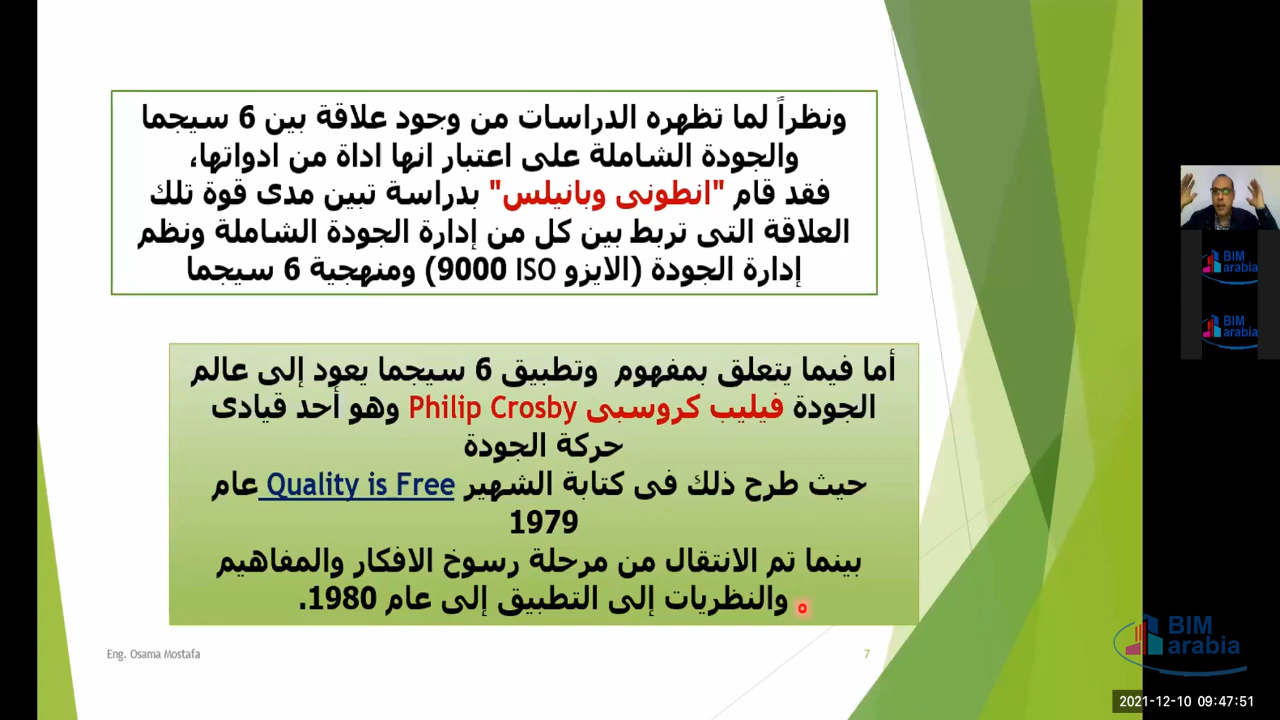 ونظراً لما تظهره الدراسات من وجود علاقة بين 6 سيجما
والجودة الشاملة على اعتبار انها اداة من ادواتها،
فقد قام "انطونى وبانيلس" بدراسة تبين مدى قوة تلك
العلاقة التى تربط بين كل من إدارة الجودة الشاملة ونظم
إدارة الجودة (الايزو ISO 9000) ومنهجية 6 سيجما
أما فيما يتعلق بمفهوم وتطبيق 6 سيجما يعود إلى عالم
الجودة فيليب كروسبى Philip Crosby وهو أحد قيادى
حركة الجودة
حيث طرح ذلك فى كتابة الشهير Quality is Free عام
1979
بينما تم الانتقال من مرحلة رسوخ الافكار والمفاهيم
والنظريات إلى التطبيق إلى عام 1980.
Eng. Osama Mostafa
7
BIM
arabia
BIM
arabia
BIM
arabia
2021-12-10 09:47:51